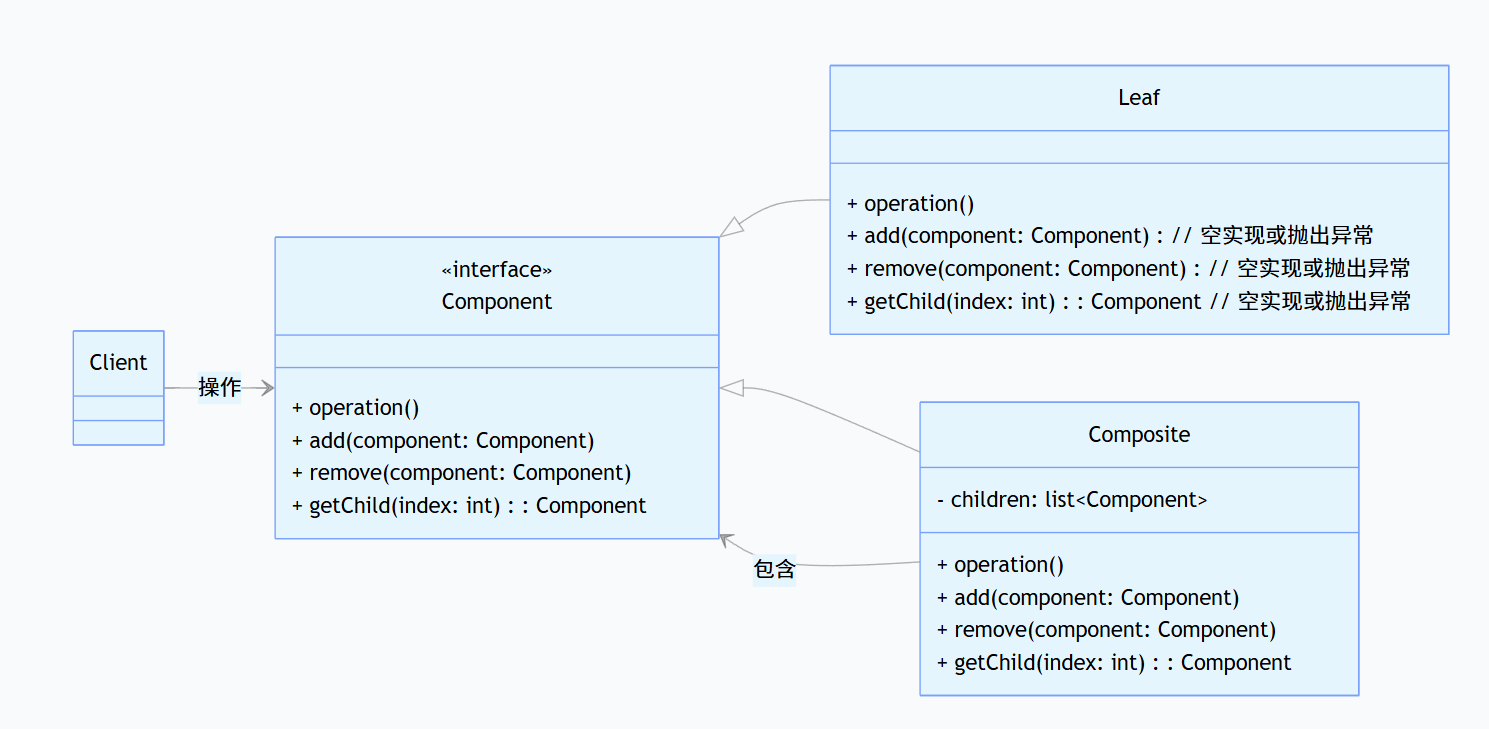 Client
操作
«interface»
Component
+ operation()
+ add(component: Component)
+ remove(component: Component)
+ getChild(index: int) : : Component
Leaf
+ operation()
+ add(component: Component) : // 空实现或抛出异常
+ remove(component: Component) : // 空实现或抛出异常
+ getChild(index: int) : : Component // 空实现或抛出异常
包含
Composite
- children: list<Component>
+ operation()
+ add(component: Component)
+ remove(component: Component)
+ getChild(index: int) : : Component